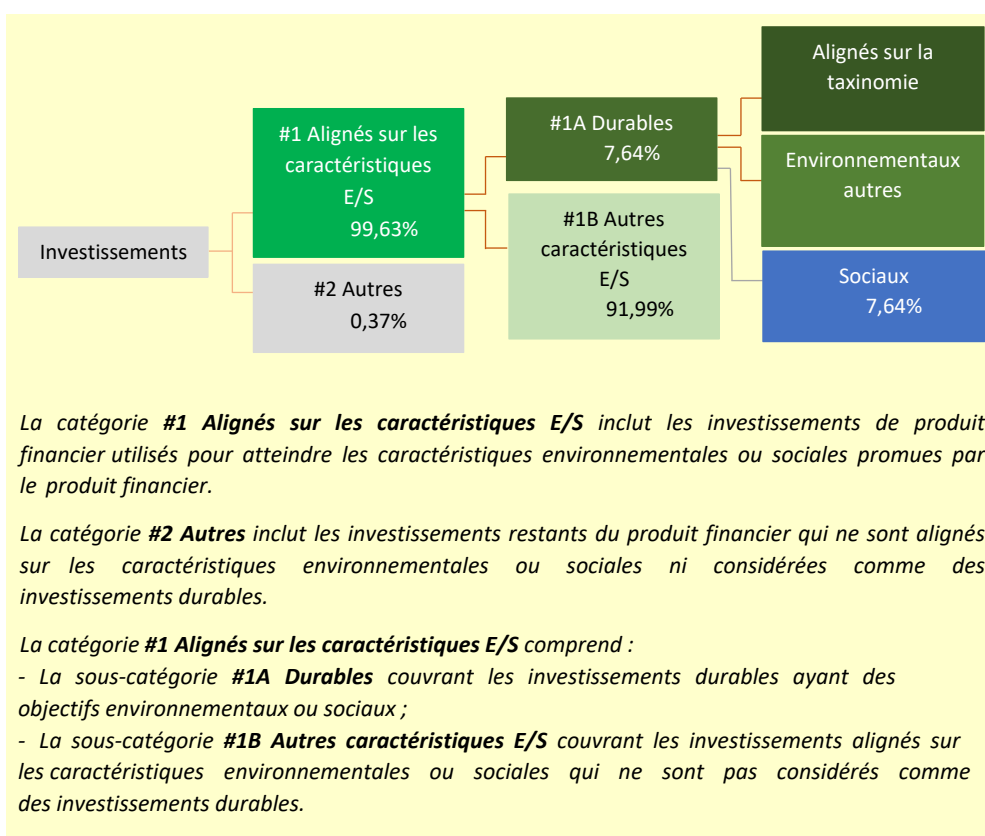 Investissements
#1 Alignés sur les
caractéristiques
E/S
99,63%
#2 Autres
0,37%
#1A Durables
7,64%
#1B Autres
caractéristiques
E/S
91,99%
Alignés sur la
taxinomie
Environnementaux
autres
Sociaux
7,64%
La catégorie #1 Alignés sur les caractéristiques E/S inclut les investissements de produit
financier utilisés pour atteindre les caractéristiques environnementales ou sociales promues par
le produit financier.
La catégorie #2 Autres inclut les investissements restants du produit financier qui ne sont alignés
sur les caractéristiques environnementales ou sociales ni considérées comme des
investissements durables.
La catégorie #1 Alignés sur les caractéristiques E/S comprend :
- La sous-catégorie #1A Durables couvrant les investissements durables ayant des
objectifs environnementaux ou sociaux ;
- La sous-catégorie #1B Autres caractéristiques E/S couvrant les investissements alignés sur
les caractéristiques environnementales ou sociales qui ne sont pas considérés comme
des investissements durables.